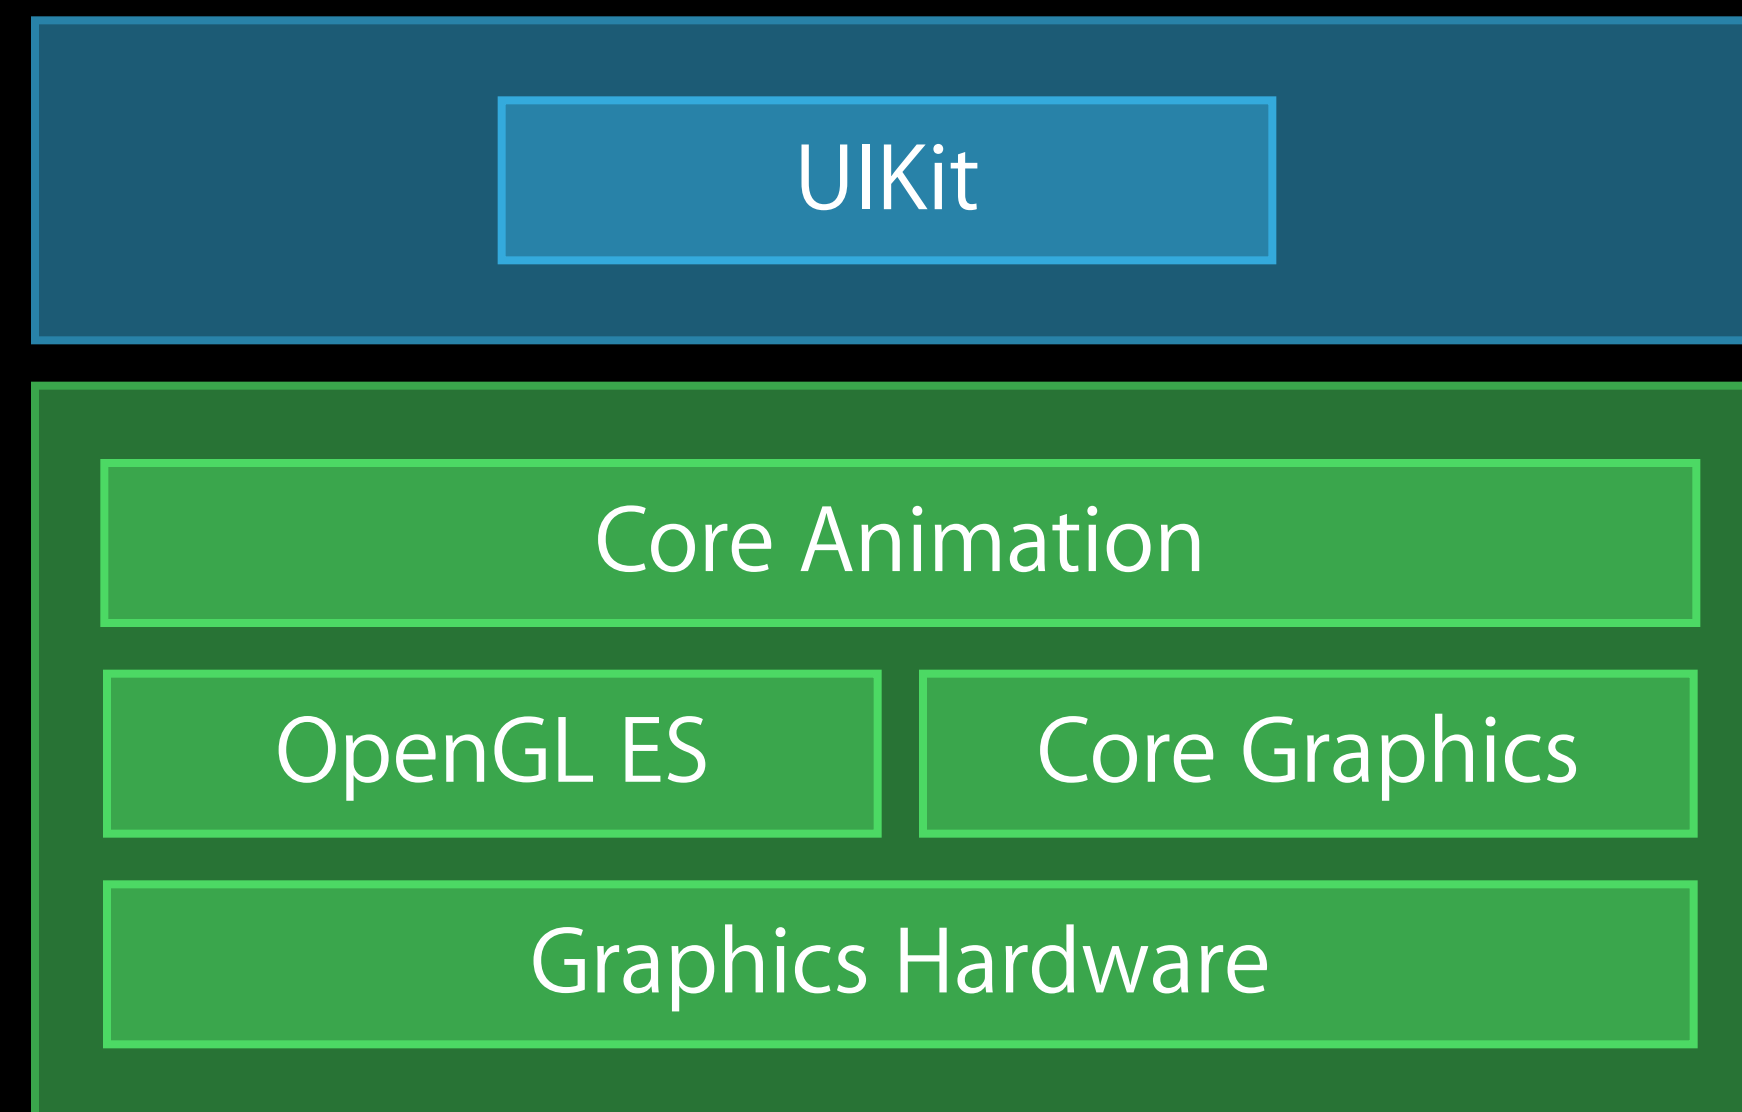 UIKit
Core Animation
OpenGL ES
Core Graphics
Graphics Hardware